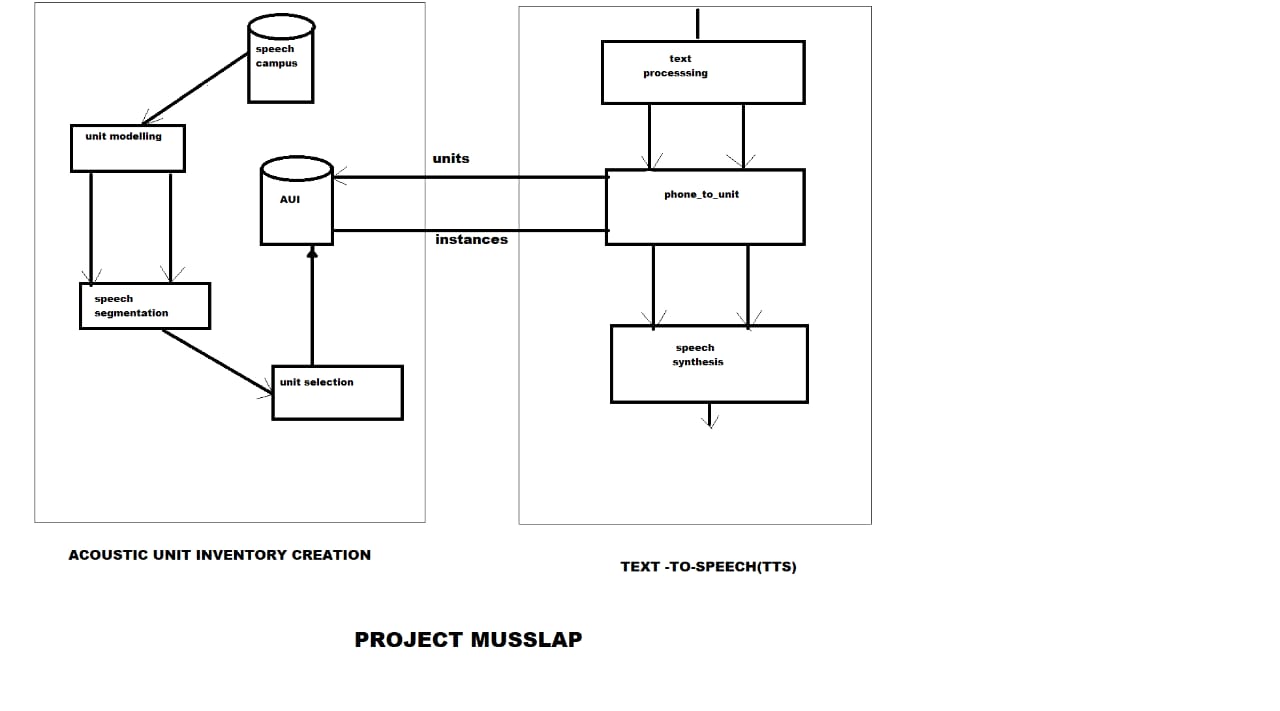 speech
campus
unit modelling
AUI
speech
segmentation
unit selection
units
instances
text
processsing
phone_to_unit
speech
synthesis
ACOUSTIC UNIT INVENTORY CREATION
TEXT -TO-SPEECH(TTS)
PROJECT MUSSLAP